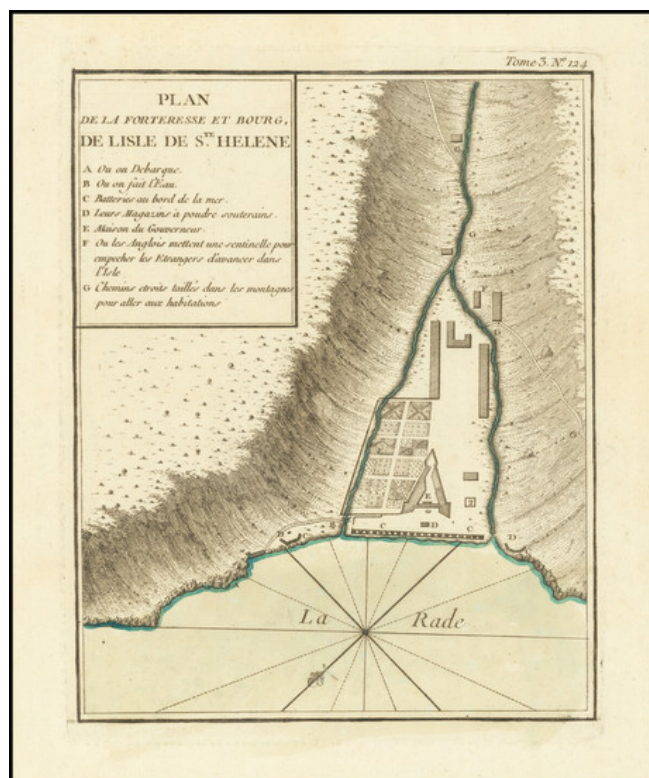 Tome 3. N.º 124
PLAN
DE LA FORTERESSE ET BOURG,
DE LISLE DE S.TE HELENE
A Ou on Debarque.
B Ou on fait l'Eau.
C Batteries au bord de la mer.
D Leurs Magazins à poudre souterains.
E Maison du Gouverneur.
F Ou les Anglois mettent une sentinelle pour
empecher les Etrangers d'avancer dans
l'Isle
G Chemins etroits taillés dans les montagnes
pour aller aux habitations
G
G
F
G
G
E
B
D
C
C
D
C
D
La Rade